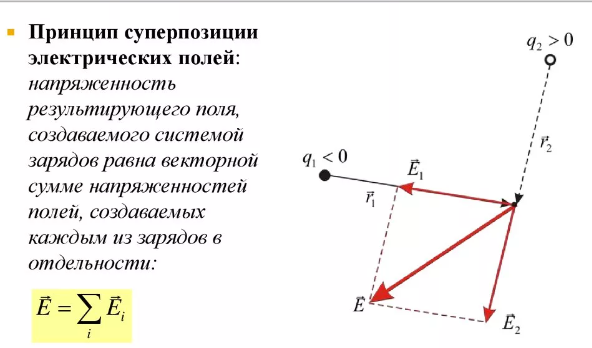 Принцип суперпозиции
электрических полей:
напряженность
результирующего поля,
создаваемого системой
зарядов равна векторной
сумме напряженностей
полей, создаваемых
каждым из зарядов в
отдельности:
E⃗ = ∑ᵢ E⃗ᵢ
q₂ > 0
r⃗₂
q₁ < 0
E⃗₁
r⃗₁
E⃗
E⃗₂